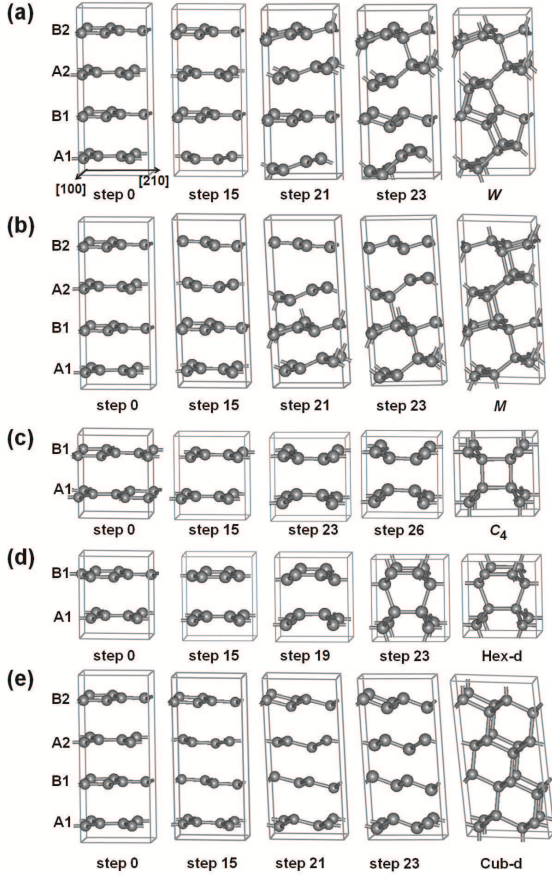 (a)
B2
A2
B1
A1
[100] [210]
step 0 step 15 step 21 step 23 W
(b)
B2
A2
B1
A1
step 0 step 15 step 21 step 23 M
(c)
B1
A1
step 0 step 15 step 23 step 26 C4
(d)
B1
A1
step 0 step 15 step 19 step 23 Hex-d
(e)
B2
A2
B1
A1
step 0 step 15 step 21 step 23 Cub-d